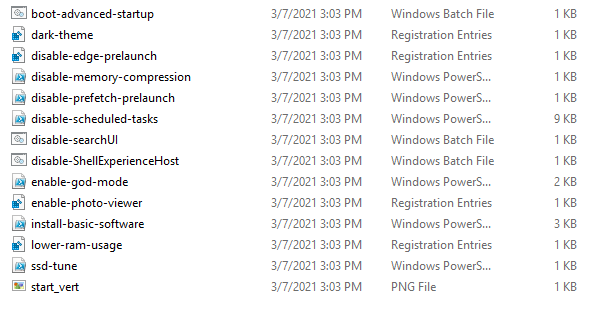 boot-advanced-startup 3/7/2021 3:03 PM Windows Batch File 1 KB
dark-theme 3/7/2021 3:03 PM Registration Entries 1 KB
disable-edge-prelaunch 3/7/2021 3:03 PM Registration Entries 1 KB
disable-memory-compression 3/7/2021 3:03 PM Windows PowerS... 1 KB
disable-prefetch-prelaunch 3/7/2021 3:03 PM Windows PowerS... 1 KB
disable-scheduled-tasks 3/7/2021 3:03 PM Windows PowerS... 9 KB
disable-searchUI 3/7/2021 3:03 PM Windows Batch File 1 KB
disable-ShellExperienceHost 3/7/2021 3:03 PM Windows Batch File 1 KB
enable-god-mode 3/7/2021 3:03 PM Windows PowerS... 2 KB
enable-photo-viewer 3/7/2021 3:03 PM Registration Entries 1 KB
install-basic-software 3/7/2021 3:03 PM Windows PowerS... 3 KB
lower-ram-usage 3/7/2021 3:03 PM Registration Entries 1 KB
ssd-tune 3/7/2021 3:03 PM Windows PowerS... 1 KB
start_vert 3/7/2021 3:03 PM PNG File 1 KB